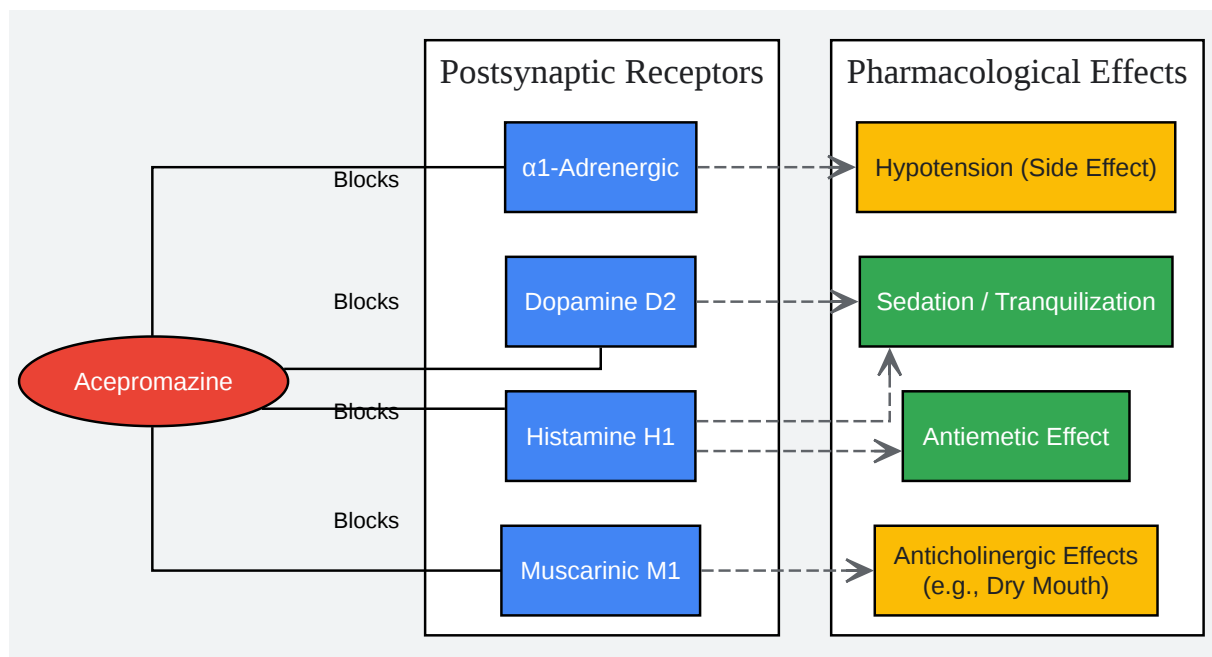 Postsynaptic Receptors
Pharmacological Effects
α1-Adrenergic
Hypotension (Side Effect)
Blocks
Dopamine D2
Sedation / Tranquilization
Blocks
Acepromazine
Blocks
Histamine H1
Antiemetic Effect
Blocks
Muscarinic M1
Anticholinergic Effects
(e.g., Dry Mouth)